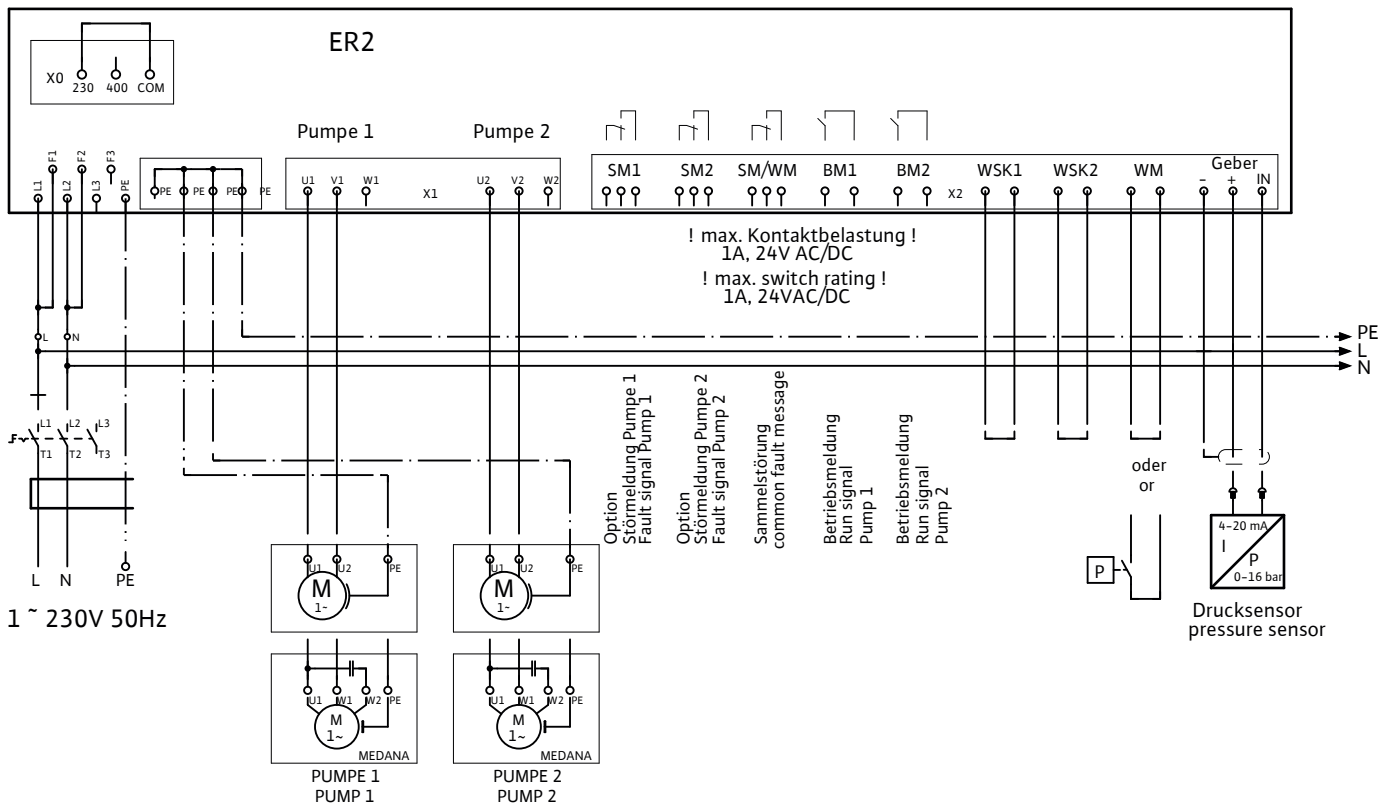 ER2
X0
230 400 COM
Pumpe 1
Pumpe 2
F1 F2 F3
L1 L2 L3 PE
PE PE PE PE
U1 V1 W1
X1
U2 V2 W2
SM1 SM2 SM/WM BM1 BM2
X2
WSK1 WSK2 WM
Geber
- + IN
! max. Kontaktbelastung !
1A, 24V AC/DC
! max. switch rating !
1A, 24VAC/DC
L N
PE
L
N
L1 L2 L3
T1 T2 T3
L N PE
1 ~ 230V 50Hz
Option
Störmeldung Pumpe 1
Fault signal Pump 1
Option
Störmeldung Pumpe 2
Fault signal Pump 2
Sammelstörung
common fault message
Betriebsmeldung
Run signal
Pump 1
Betriebsmeldung
Run signal
Pump 2
oder
or
P
4-20 mA
I
P
0-16 bar
Drucksensor
pressure sensor
U1 U2 PE
M
1~
U1 U2 PE
M
1~
U1 W1 W2 PE
M
1~
MEDANA
PUMPE 1
PUMP 1
U1 W1 W2 PE
M
1~
MEDANA
PUMPE 2
PUMP 2